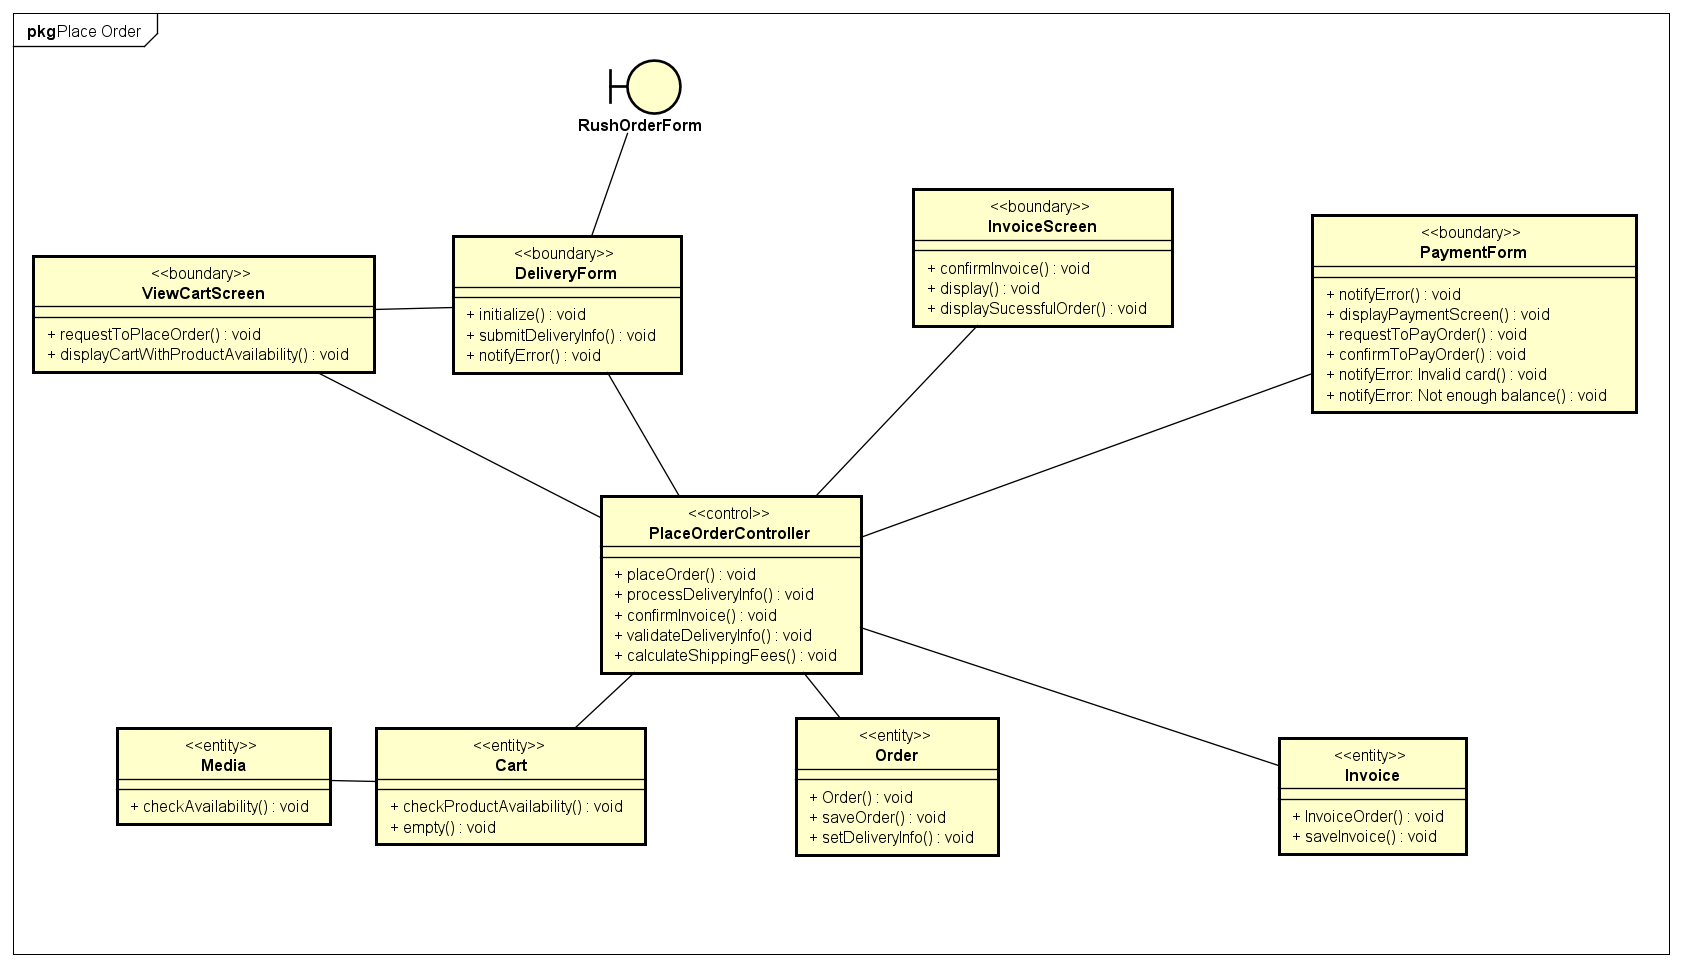 pkgPlace Order
RushOrderForm
<<boundary>>
ViewCartScreen
+ requestToPlaceOrder() : void
+ displayCartWithProductAvailability() : void
<<boundary>>
DeliveryForm
+ initialize() : void
+ submitDeliveryInfo() : void
+ notifyError() : void
<<boundary>>
InvoiceScreen
+ confirmInvoice() : void
+ display() : void
+ displaySucessfulOrder() : void
<<boundary>>
PaymentForm
+ notifyError() : void
+ displayPaymentScreen() : void
+ requestToPayOrder() : void
+ confirmToPayOrder() : void
+ notifyError: Invalid card() : void
+ notifyError: Not enough balance() : void
<<control>>
PlaceOrderController
+ placeOrder() : void
+ processDeliveryInfo() : void
+ confirmInvoice() : void
+ validateDeliveryInfo() : void
+ calculateShippingFees() : void
<<entity>>
Media
+ checkAvailability() : void
<<entity>>
Cart
+ checkProductAvailability() : void
+ empty() : void
<<entity>>
Order
+ Order() : void
+ saveOrder() : void
+ setDeliveryInfo() : void
<<entity>>
Invoice
+ InvoiceOrder() : void
+ saveInvoice() : void